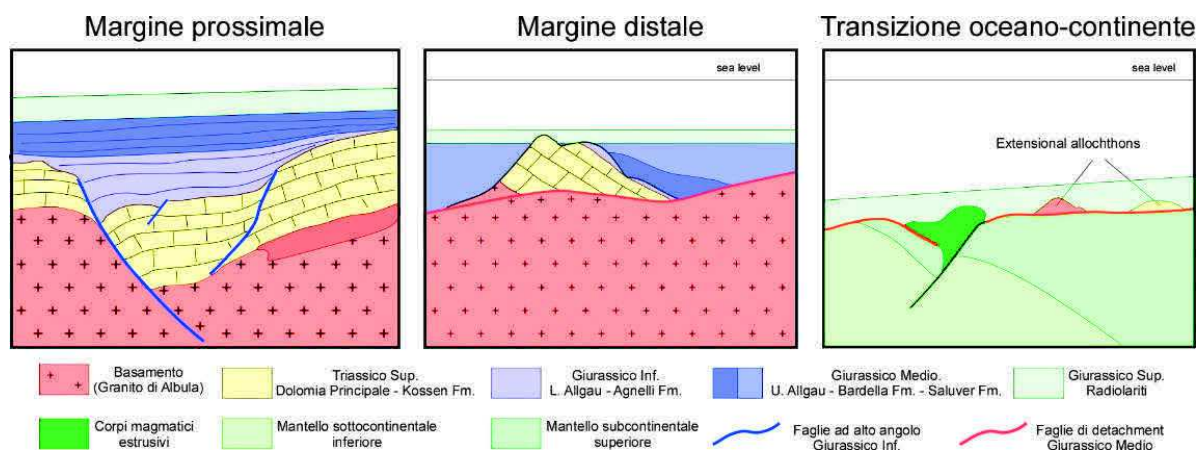 Margine prossimale
Margine distale
Transizione oceano-continente
sea level
sea level
Extensional allochthons
Basamento
(Granito di Albula)
Triassico Sup.
Dolomia Principale - Kossen Fm.
Giurassico Inf.
L. Allgau - Agnelli Fm.
Giurassico Medio.
U. Allgau - Bardella Fm. - Saluver Fm.
Giurassico Sup.
Radiolariti
Corpi magmatici
estrusivi
Mantello sottocontinentale
inferiore
Mantello subcontinentale
superiore
Faglie ad alto angolo
Giurassico Inf.
Faglie di detachment
Giurassico Medio